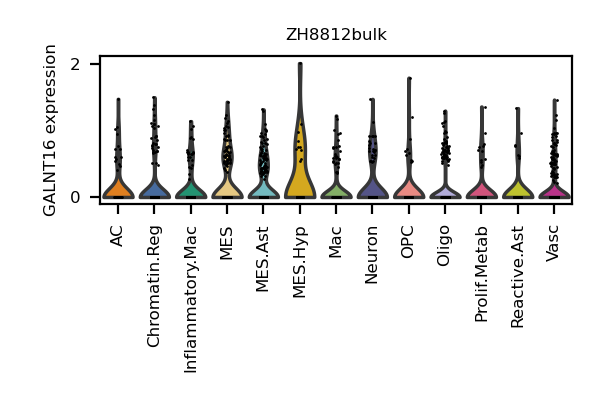 ZH8812bulk
GALNT16 expression
2
0
AC
Chromatin.Reg
Inflammatory.Mac
MES
MES.Ast
MES.Hyp
Mac
Neuron
OPC
Oligo
Prolif.Metab
Reactive.Ast
Vasc